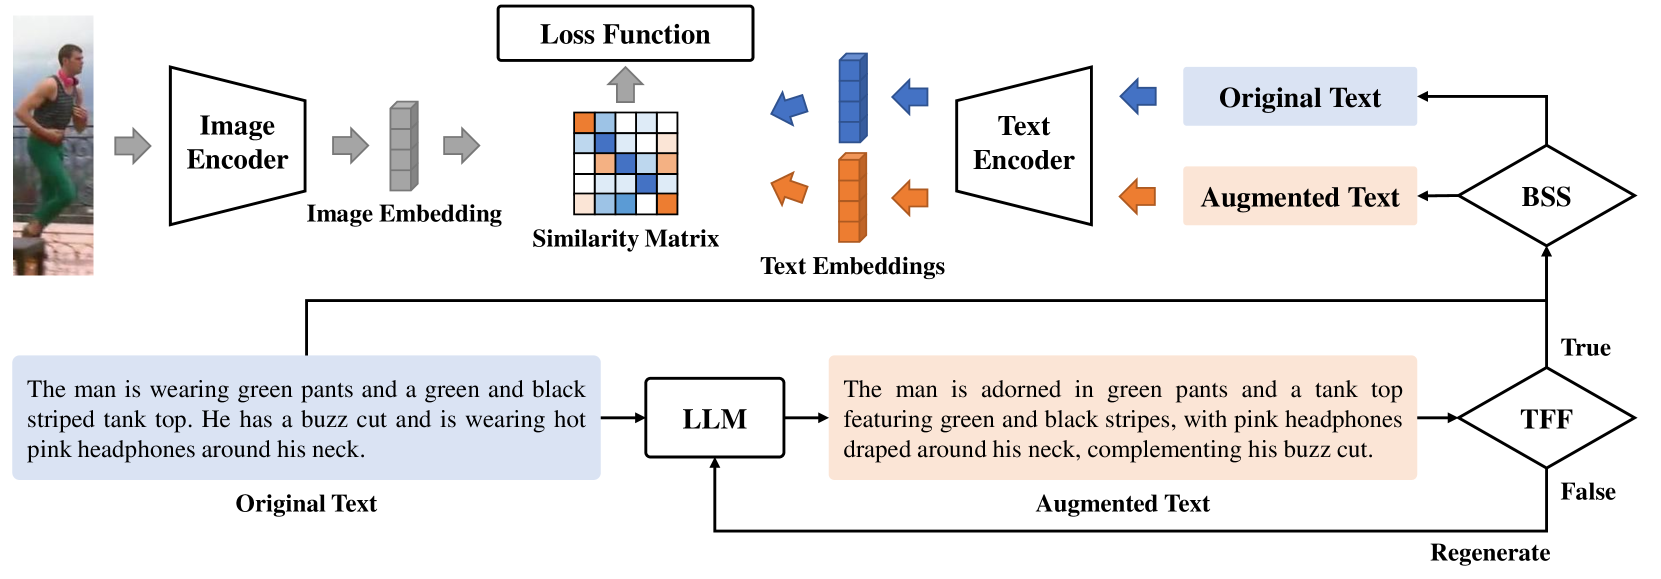 Loss Function
Image
Encoder
Image Embedding
Similarity Matrix
Text Embeddings
Text
Encoder
Original Text
Augmented Text
BSS
The man is wearing green pants and a green and black
striped tank top. He has a buzz cut and is wearing hot
pink headphones around his neck.
Original Text
LLM
The man is adorned in green pants and a tank top
featuring green and black stripes, with pink headphones
draped around his neck, complementing his buzz cut.
Augmented Text
True
TFF
False
Regenerate